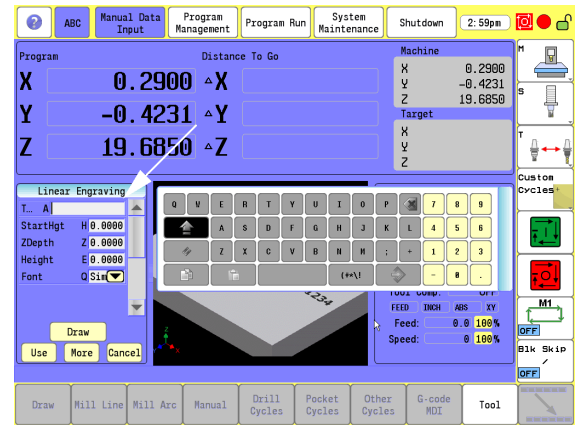 ?
ABC
Manual Data
Input
Program
Management
Program Run
System
Maintenance
Shutdown
2:59pm
Program
Distance To Go
Machine
X 0.2900 X
Y -0.4231 Y
Z 19.6850 Z
X 0.2900
Y -0.4231
Z 19.6850
Target
X
Y
Z
M
S
T
Custom
Cycles
M1
OFF
Blk Skip
/
OFF
Linear Engraving
T... A
StartHgt H 0.0000
ZDepth Z 0.0000
Height E 0.0000
Font Q Sim
Draw
Use More Cancel
Q W E R T Y U I O P 7 8 9
A S D F G H J K L 4 5 6
Z X C V B N M ; + 1 2 3
(#*\! - 0 .
1234
Z
Tool Comp: OFF
FEED INCH ABS XY
Feed: 0.0 100%
Speed: 0 100%
Draw
Mill Line
Mill Arc
Manual
Drill
Cycles
Pocket
Cycles
Other
Cycles
G-code
MDI
Tool